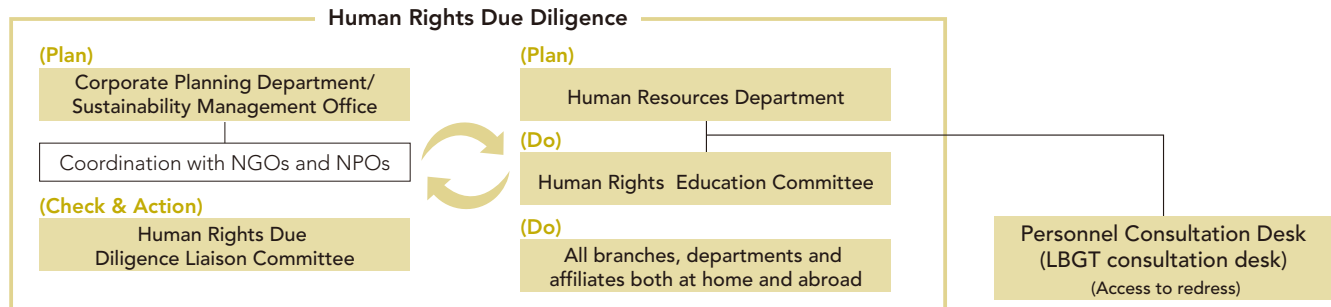 Human Rights Due Diligence
(Plan)
Corporate Planning Department/
Sustainability Management Office
Coordination with NGOs and NPOs
(Check & Action)
Human Rights Due
Diligence Liaison Committee
(Plan)
Human Resources Department
(Do)
Human Rights Education Committee
(Do)
All branches, departments and
affiliates both at home and abroad
Personnel Consultation Desk
(LBGT consultation desk)
(Access to redress)